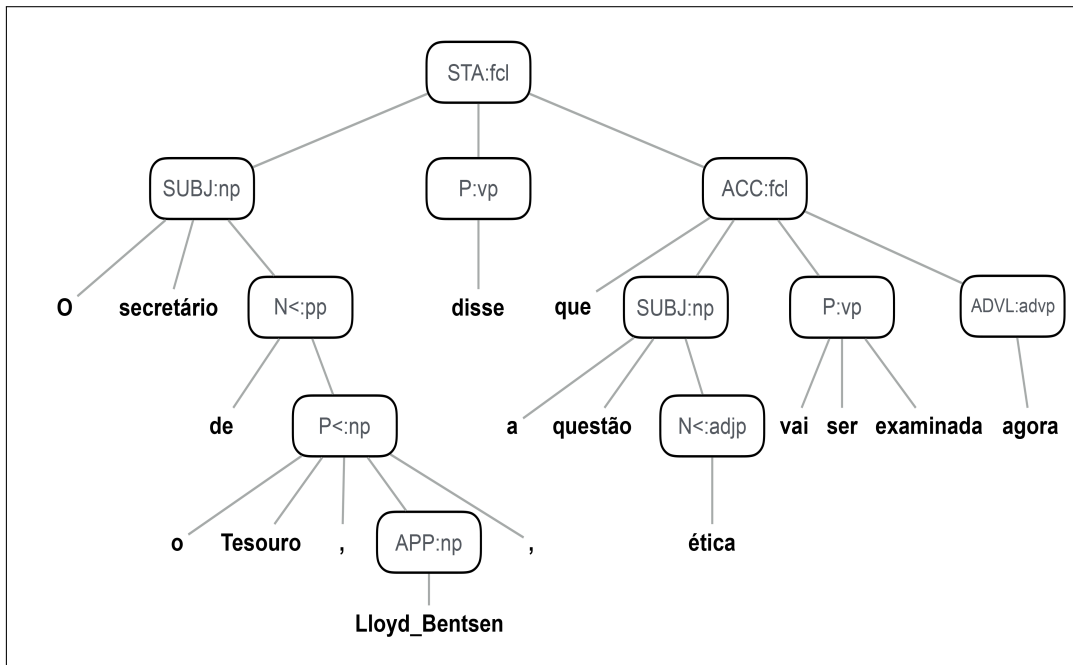 STA:fcl
SUBJ:np P:vp ACC:fcl
O secretário N<:pp disse que SUBJ:np P:vp ADVL:advp
de P<:np a questão N<:adjp vai ser examinada agora
o Tesouro , APP:np , ética
Lloyd_Bentsen